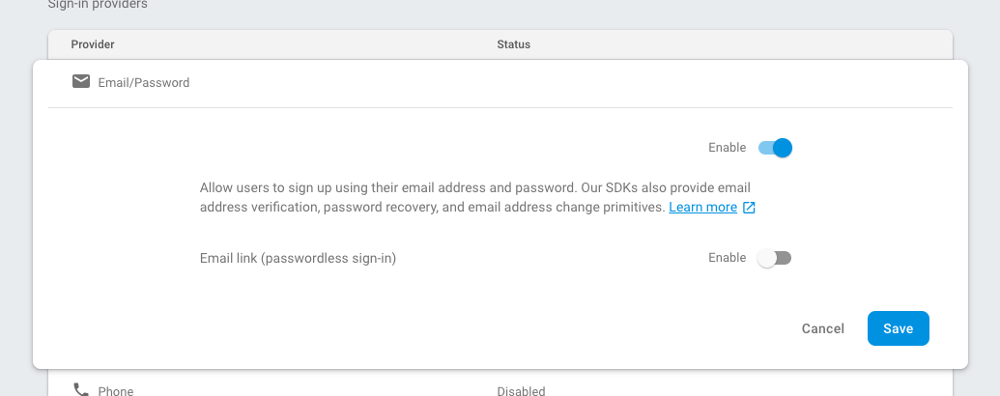 Sign-in providers
Provider Status
Email/Password
Enable
Allow users to sign up using their email address and password. Our SDKs also provide email
address verification, password recovery, and email address change primitives. Learn more
Email link (passwordless sign-in) Enable
Cancel Save
Phone Disabled